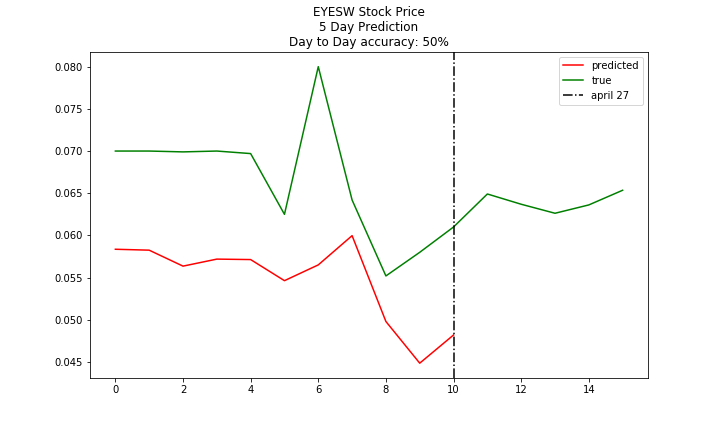 EYESW Stock Price
5 Day Prediction
Day to Day accuracy: 50%
predicted
true
april 27
0.080
0.075
0.070
0.065
0.060
0.055
0.050
0.045
0 2 4 6 8 10 12 14